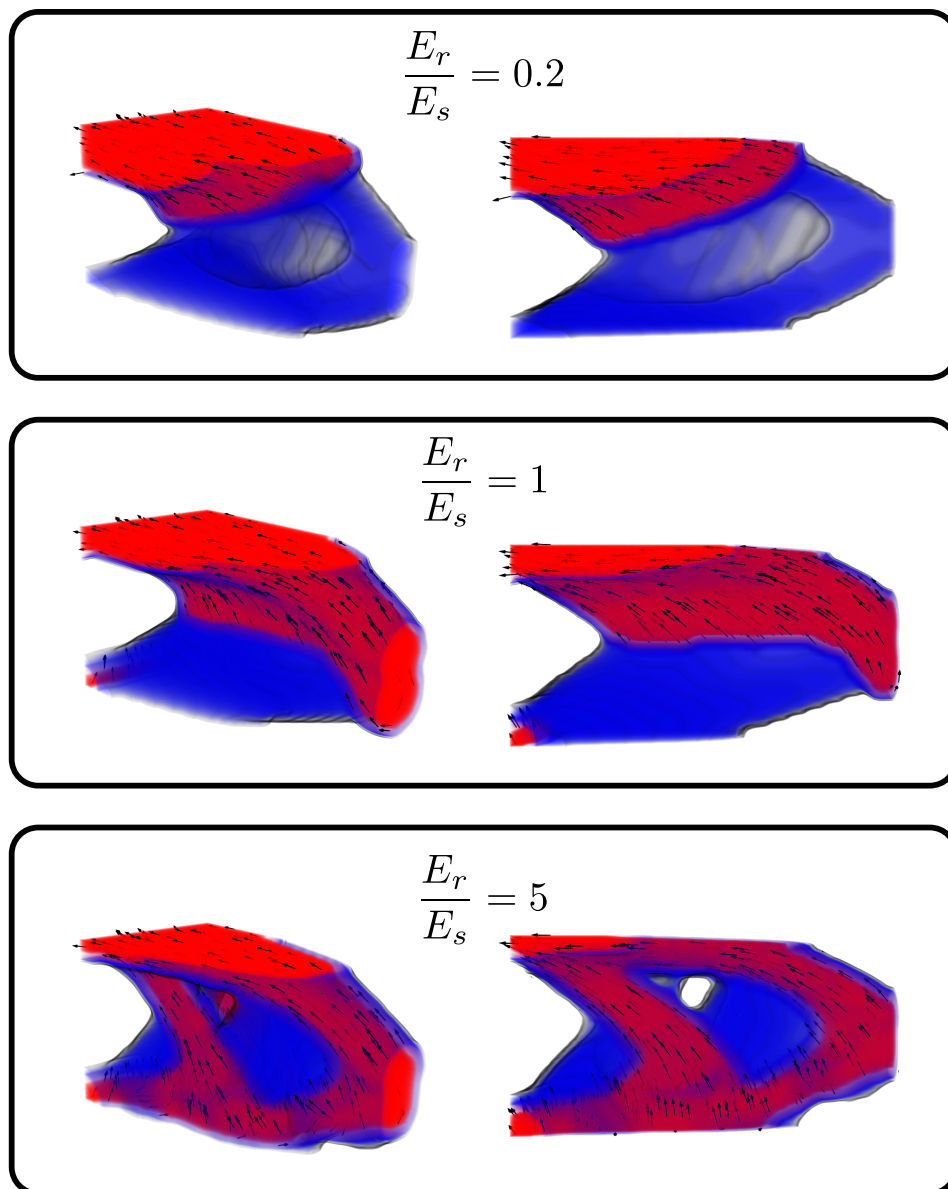 E_r/E_s = 0.2
E_r/E_s = 1
E_r/E_s = 5